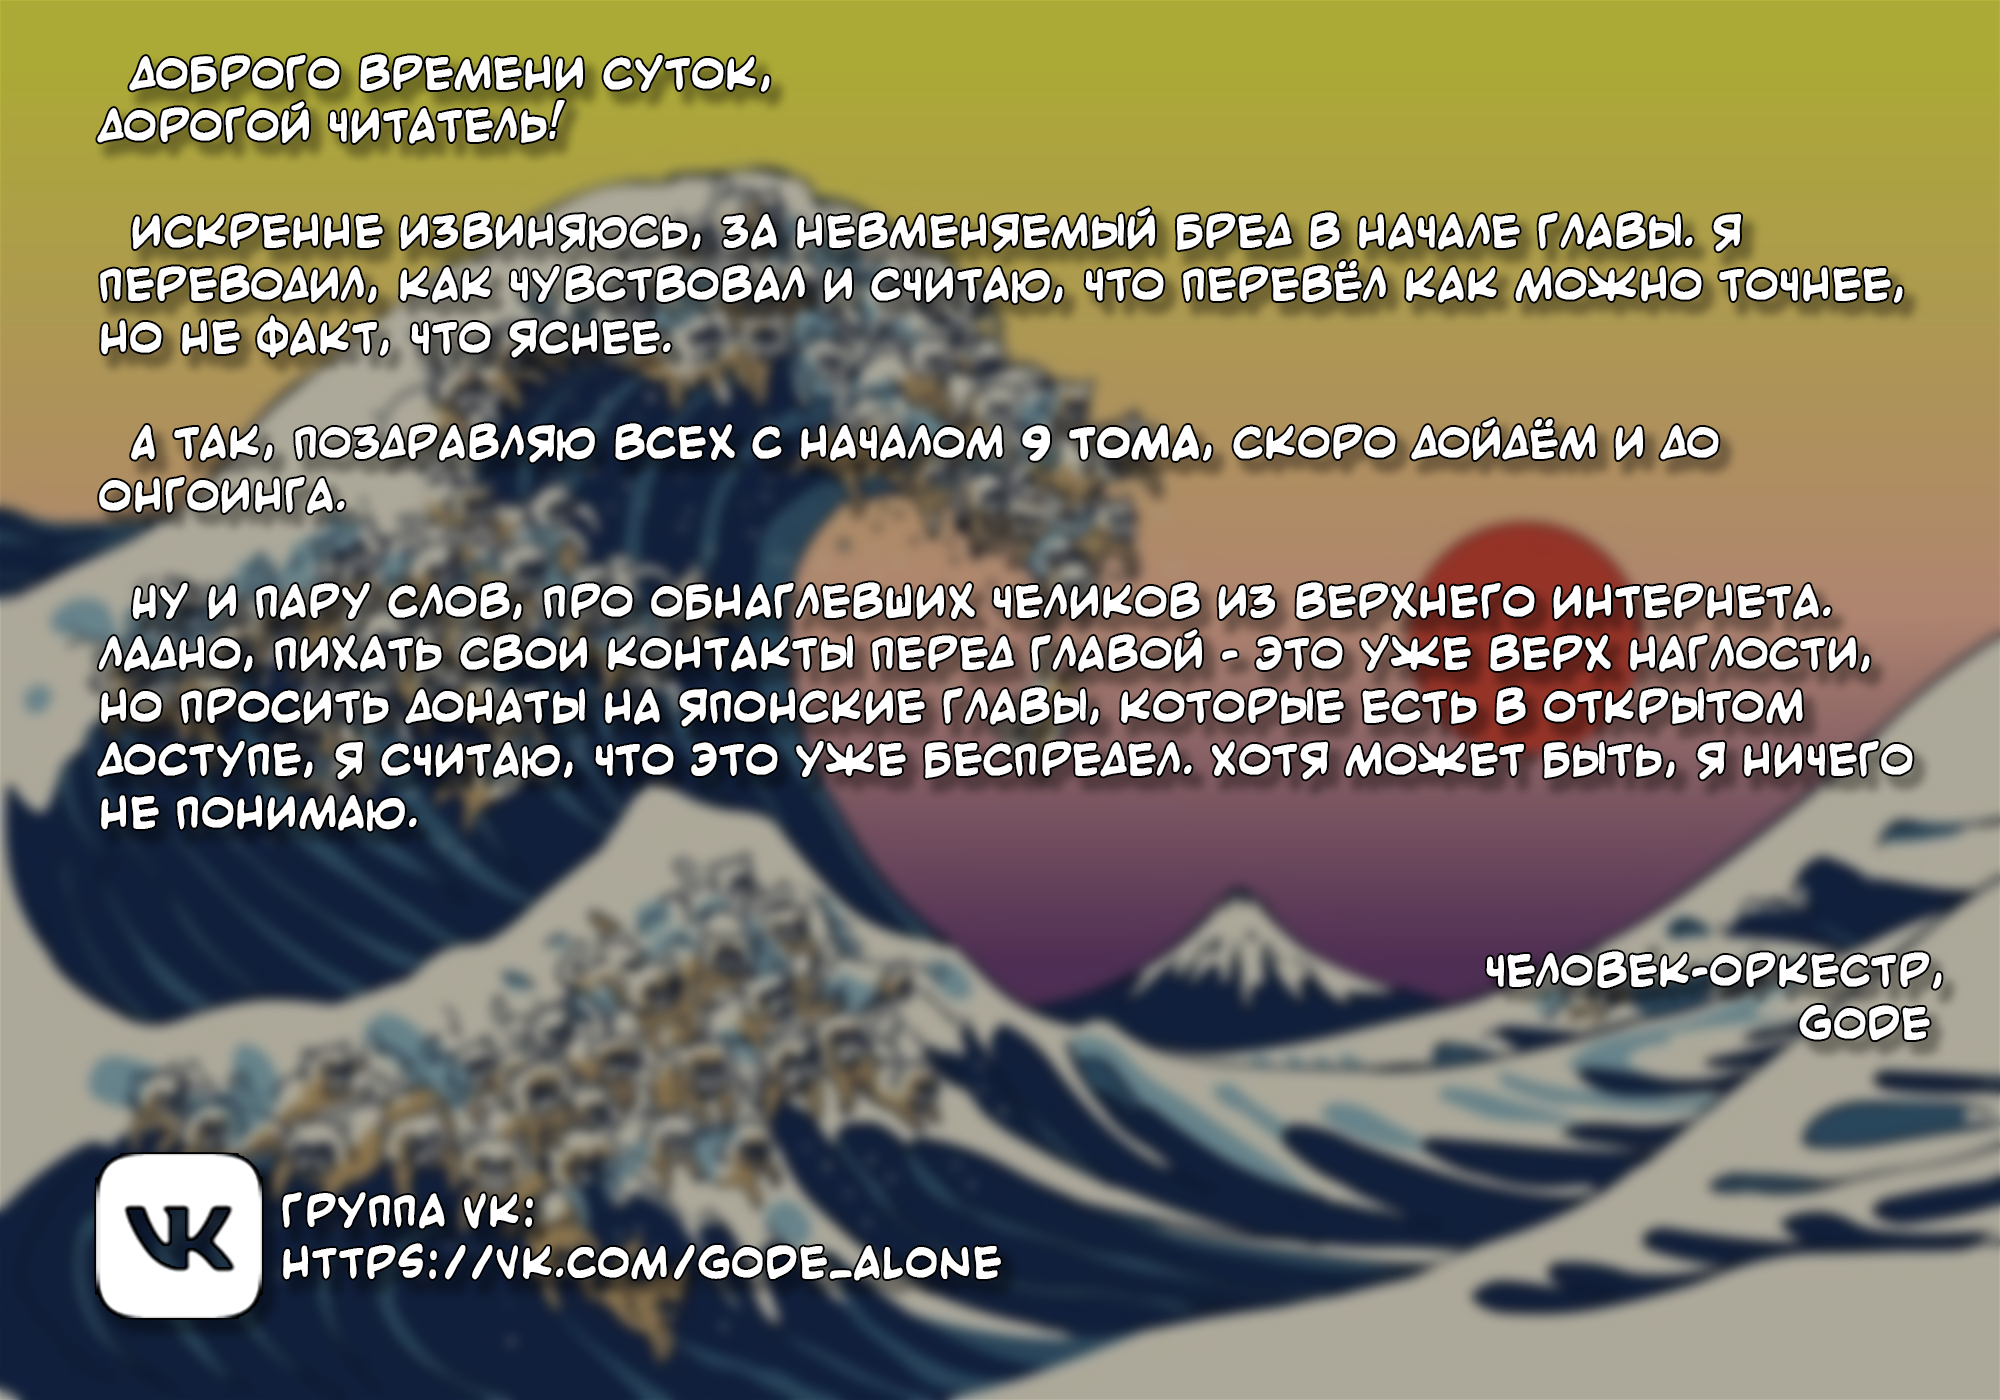 ДОБРОГО ВРЕМЕНИ СУТОК,
ДОРОГОЙ ЧИТАТЕЛЬ!
ИСКРЕННЕ ИЗВИНЯЮСЬ, ЗА НЕВМЕНЯЕМЫЙ БРЕД В НАЧАЛЕ ГЛАВЫ. Я
ПЕРЕВОДИЛ, КАК ЧУВСТВОВАЛ И СЧИТАЮ, ЧТО ПЕРЕВЁЛ КАК МОЖНО ТОЧНЕЕ,
НО НЕ ФАКТ, ЧТО ЯСНЕЕ.
А ТАК, ПОЗДРАВЛЯЮ ВСЕХ С НАЧАЛОМ 9 ТОМА, СКОРО ДОЙДЁМ И ДО
ОНГОИНГА.
НУ И ПАРУ СЛОВ, ПРО ОБНАГЛЕВШИХ ЧЕЛИКОВ ИЗ ВЕРХНЕГО ИНТЕРНЕТА.
ЛАДНО, ПИХАТЬ СВОИ КОНТАКТЫ ПЕРЕД ГЛАВОЙ - ЭТО УЖЕ ВЕРХ НАГЛОСТИ,
НО ПРОСИТЬ ДОНАТЫ НА ЯПОНСКИЕ ГЛАВЫ, КОТОРЫЕ ЕСТЬ В ОТКРЫТОМ
ДОСТУПЕ, Я СЧИТАЮ, ЧТО ЭТО УЖЕ БЕСПРЕДЕЛ. ХОТЯ МОЖЕТ БЫТЬ, Я НИЧЕГО
НЕ ПОНИМАЮ.
ЧЕЛОВЕК-ОРКЕСТР,
GODE
VK
ГРУППА VK:
HTTPS://VK.COM/GODE_ALONE